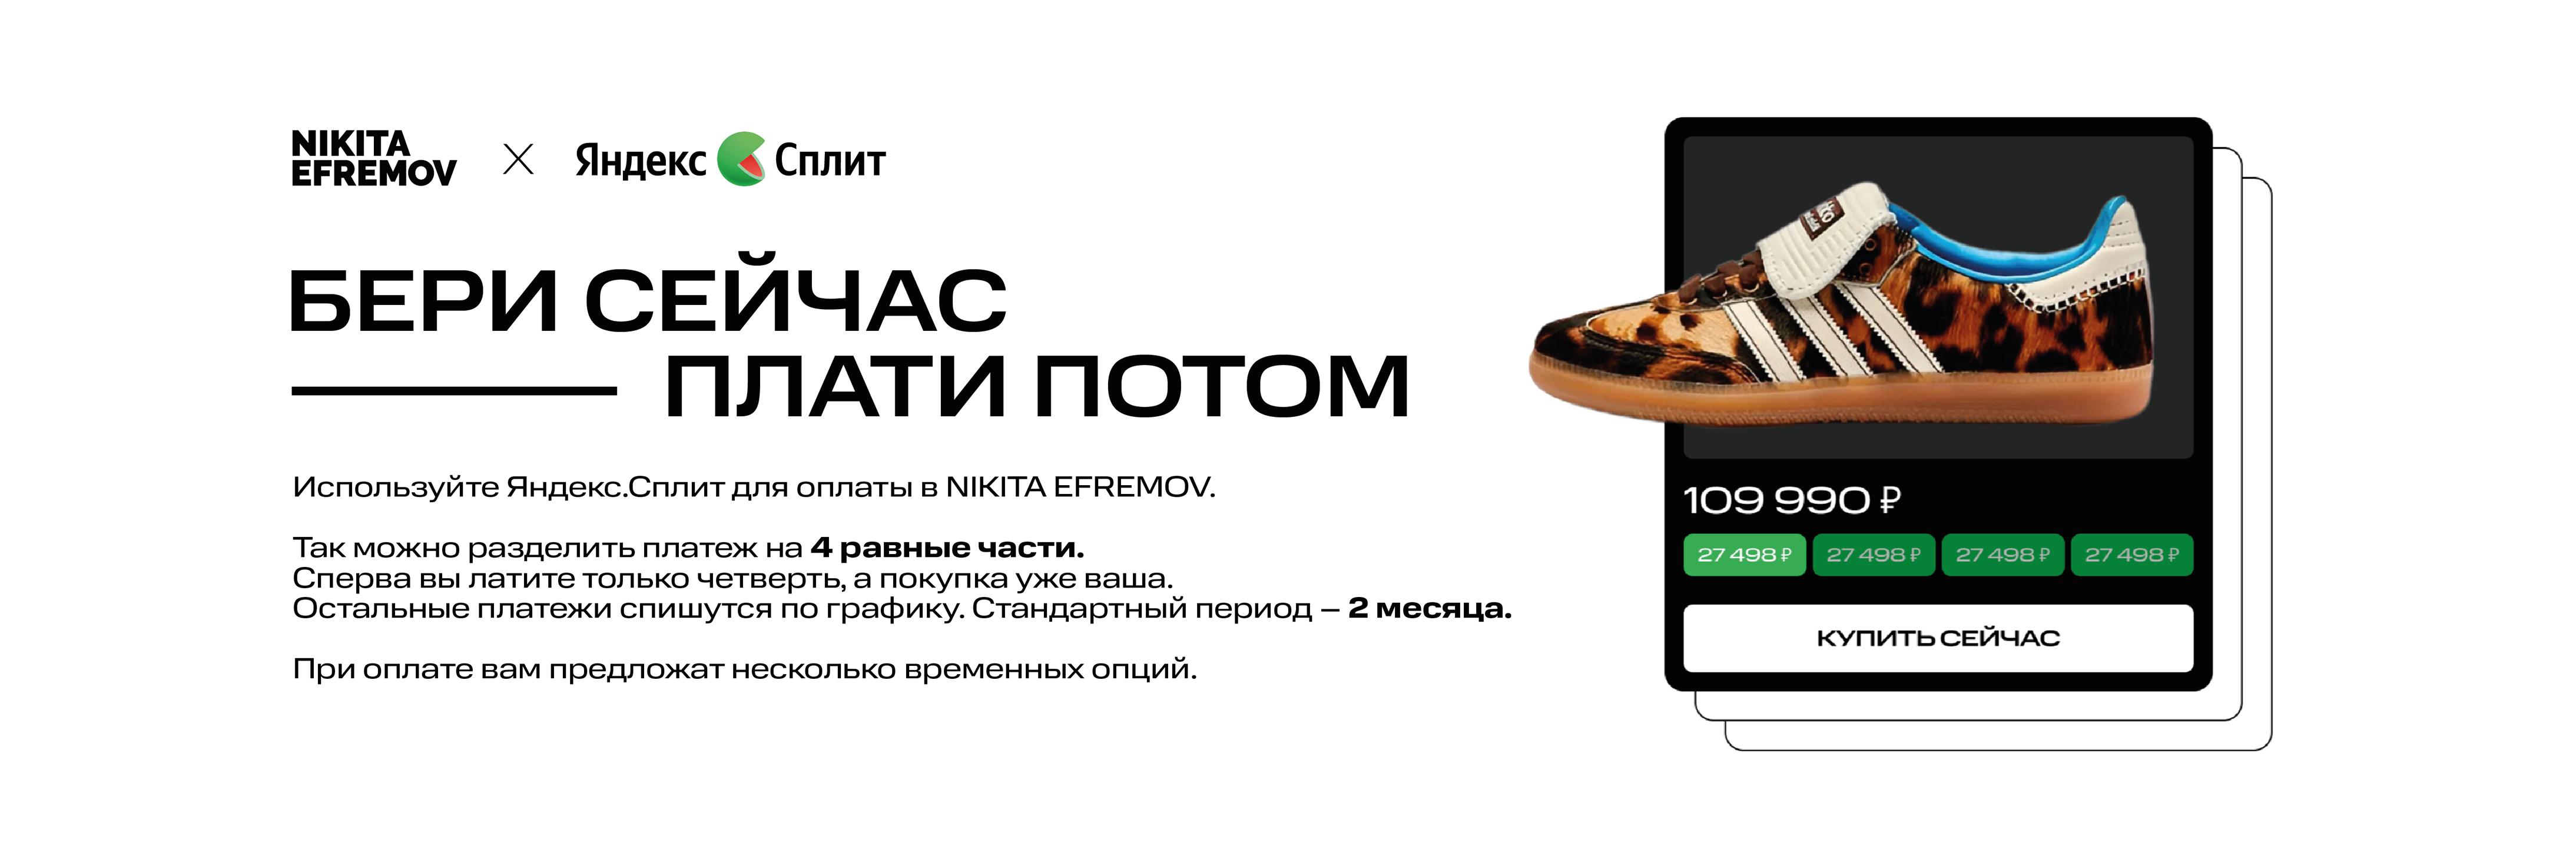 NIKITA
EFREMOV
Яндекс Сплит
БЕРИ СЕЙЧАС
ПЛАТИ ПОТОМ
Используйте Яндекс.Сплит для оплаты в NIKITA EFREMOV.
Так можно разделить платеж на 4 равные части.
Сперва вы латите только четверть, а покупка уже ваша.
Остальные платежи спишутся по графику. Стандартный период – 2 месяца.
При оплате вам предложат несколько временных опций.
109 990 ₽
27 498 ₽ 27 498 ₽ 27 498 ₽ 27 498 ₽
КУПИТЬ СЕЙЧАС